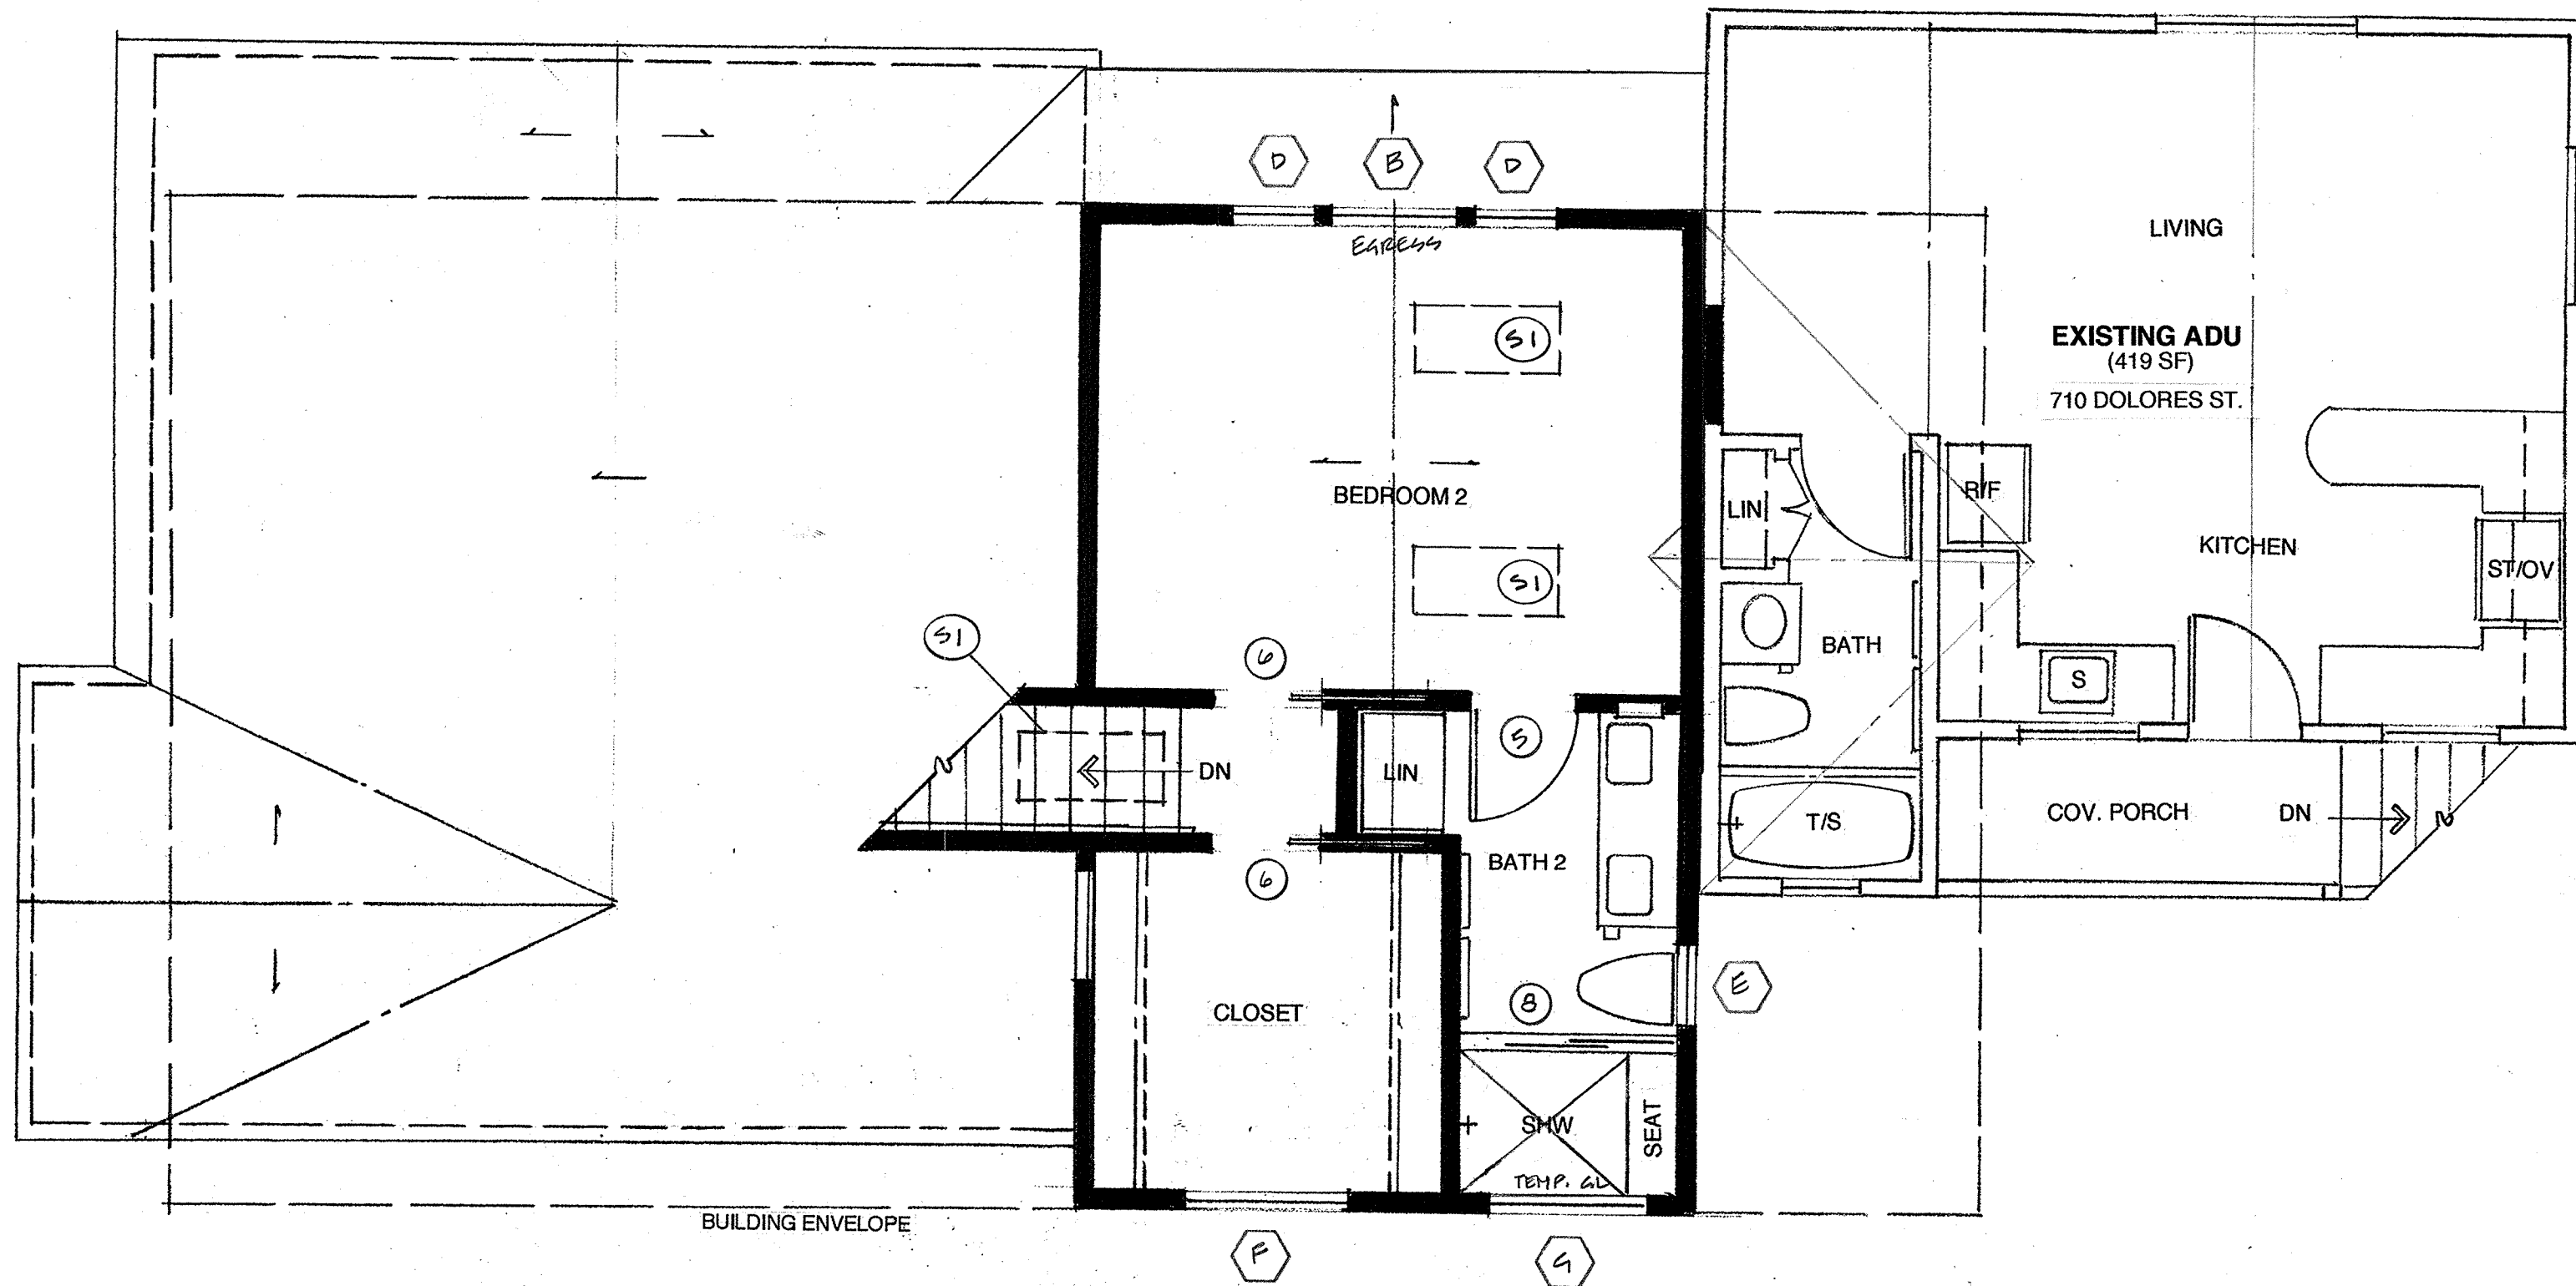 D
B
D
EGRESS
LIVING
S1
EXISTING ADU
(419 SF)
710 DOLORES ST.
BEDROOM 2
LIN
R/F
KITCHEN
ST/OV
S1
S1
6
BATH
S
5
DN
LIN
COV. PORCH
DN
T/S
BATH 2
6
E
8
CLOSET
SHW
SEAT
TEMP. GL
BUILDING ENVELOPE
F
G